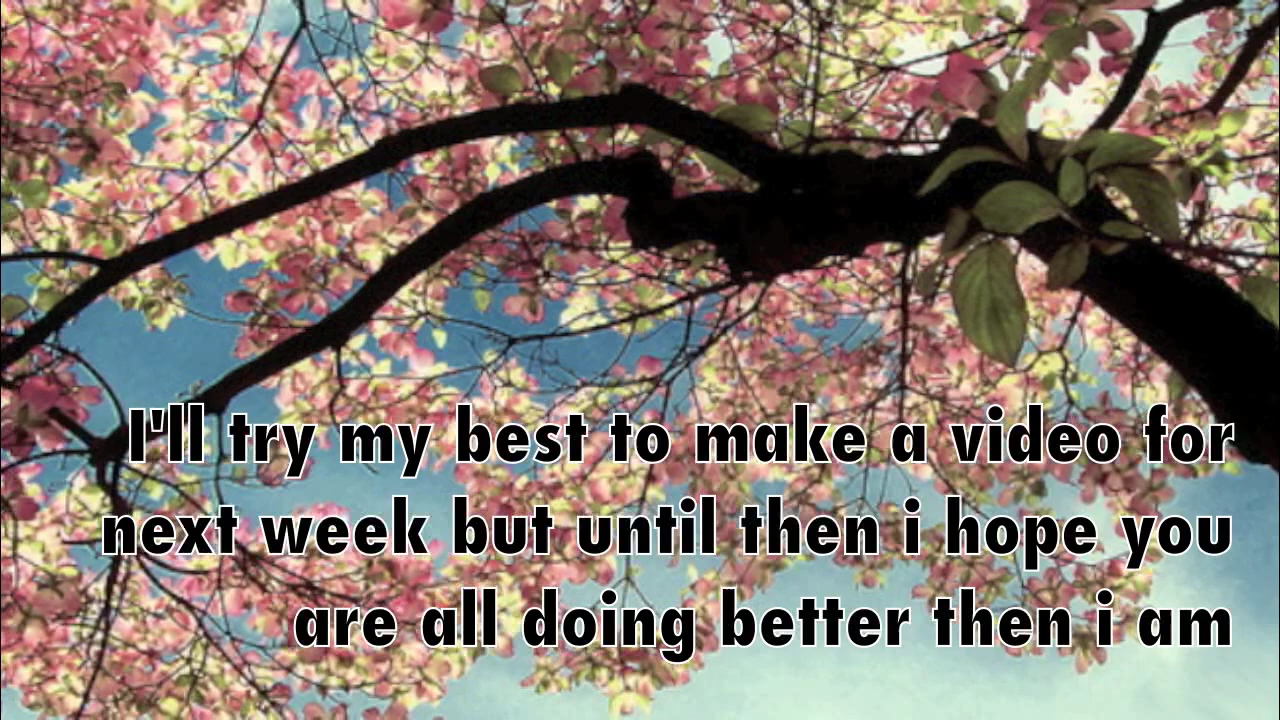 I'll try my best to make a video for
next week but until then i hope you
are all doing better then i am